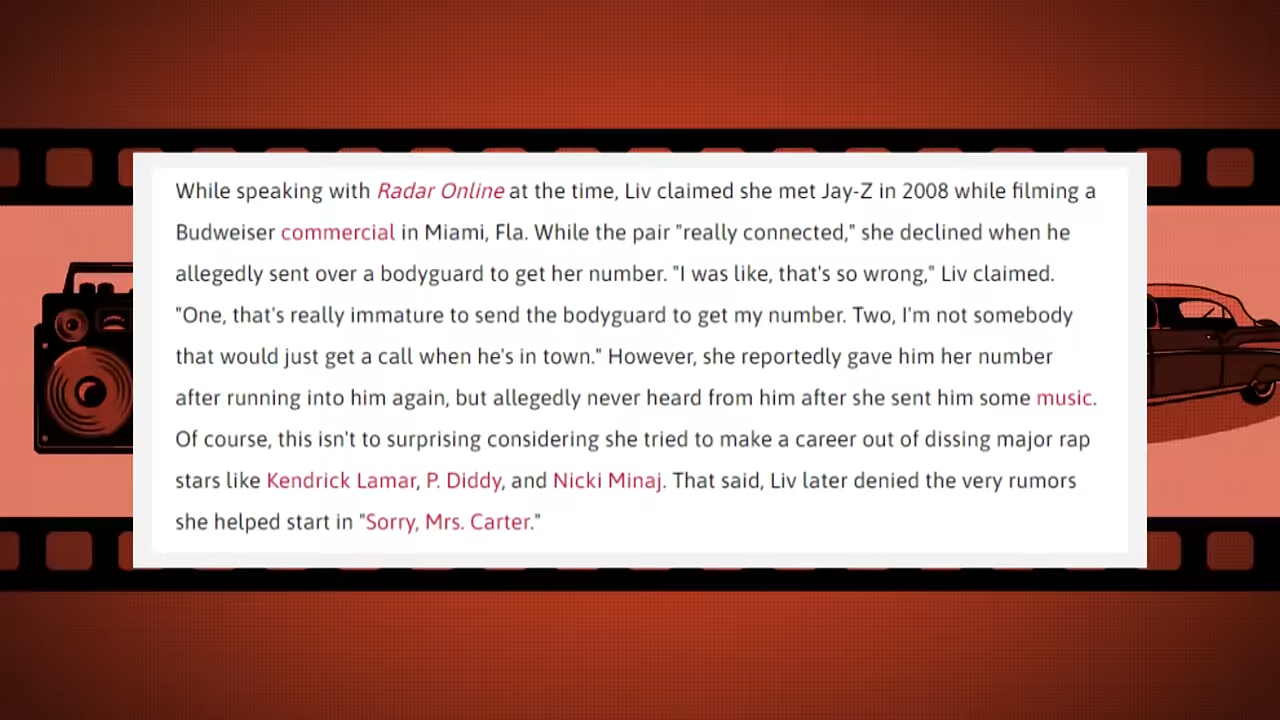 While speaking with Radar Online at the time, Liv claimed she met Jay-Z in 2008 while filming a
Budweiser commercial in Miami, Fla. While the pair "really connected," she declined when he
allegedly sent over a bodyguard to get her number. "I was like, that's so wrong," Liv claimed.
"One, that's really immature to send the bodyguard to get my number. Two, I'm not somebody
that would just get a call when he's in town." However, she reportedly gave him her number
after running into him again, but allegedly never heard from him after she sent him some music.
Of course, this isn't to surprising considering she tried to make a career out of dissing major rap
stars like Kendrick Lamar, P. Diddy, and Nicki Minaj. That said, Liv later denied the very rumors
she helped start in "Sorry, Mrs. Carter."